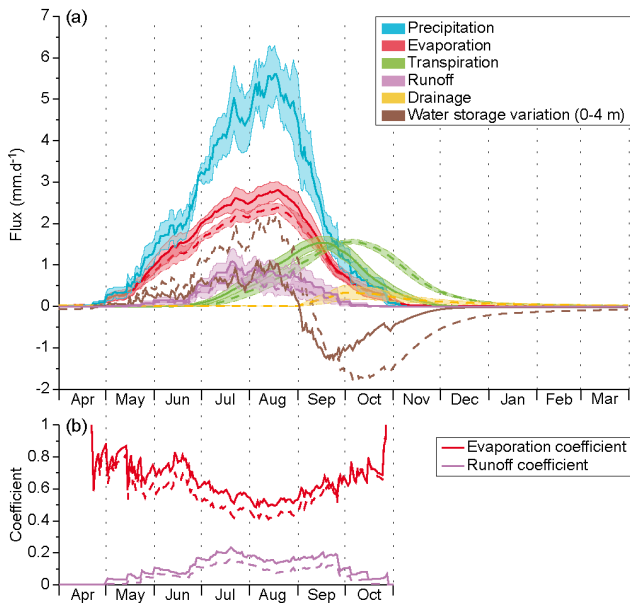 (a)
Precipitation
Evaporation
Transpiration
Runoff
Drainage
Water storage variation (0-4 m)
Flux (mm.d⁻¹)
7
6
5
4
3
2
1
0
-1
-2
Apr May Jun Jul Aug Sep Oct Nov Dec Jan Feb Mar
(b)
Evaporation coefficient
Runoff coefficient
Coefficient
1
0.8
0.6
0.4
0.2
0
Apr May Jun Jul Aug Sep Oct